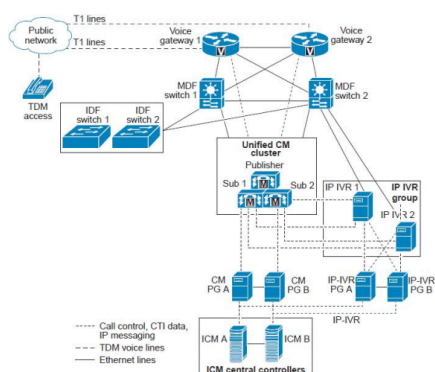 T1 lines
Public
network
T1 lines
Voice
gateway 1
Voice
gateway 2
V
V
TDM
access
MDF
switch 1
MDF
switch 2
IDF
switch 1
IDF
switch 2
Unified CM
cluster
Publisher
M
Sub 1
Sub 2
M
M
IP IVR
group
IP IVR 1
IP IVR 2
CM
PG A
CM
PG B
IP-IVR
PG A
IP-IVR
PG B
IP-IVR
Call control, CTI data,
IP messaging
TDM voice lines
Ethernet lines
ICM A
ICM B
ICM central controllers